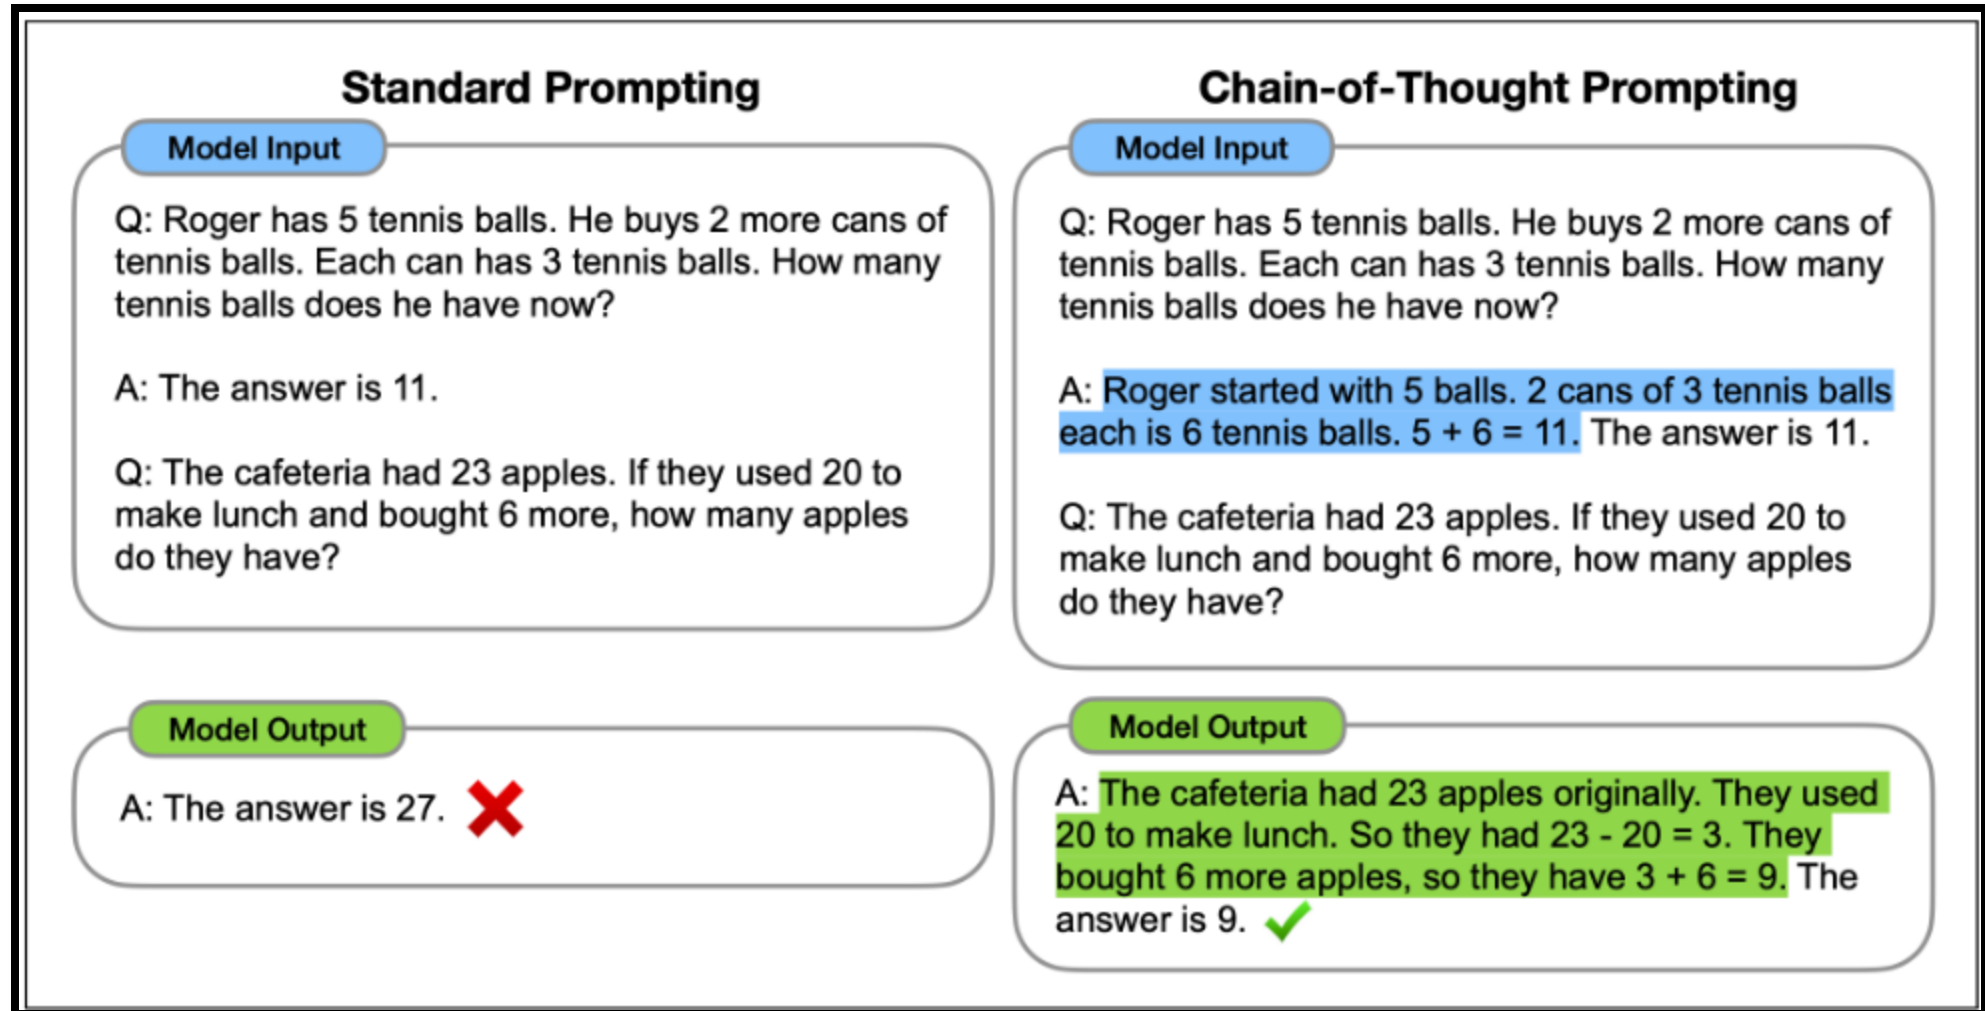 Standard Prompting
Model Input
Q: Roger has 5 tennis balls. He buys 2 more cans of
tennis balls. Each can has 3 tennis balls. How many
tennis balls does he have now?
A: The answer is 11.
Q: The cafeteria had 23 apples. If they used 20 to
make lunch and bought 6 more, how many apples
do they have?
Model Output
A: The answer is 27.
Chain-of-Thought Prompting
Model Input
Q: Roger has 5 tennis balls. He buys 2 more cans of
tennis balls. Each can has 3 tennis balls. How many
tennis balls does he have now?
A: Roger started with 5 balls. 2 cans of 3 tennis balls
each is 6 tennis balls. 5 + 6 = 11. The answer is 11.
Q: The cafeteria had 23 apples. If they used 20 to
make lunch and bought 6 more, how many apples
do they have?
Model Output
A: The cafeteria had 23 apples originally. They used
20 to make lunch. So they had 23 - 20 = 3. They
bought 6 more apples, so they have 3 + 6 = 9. The
answer is 9.